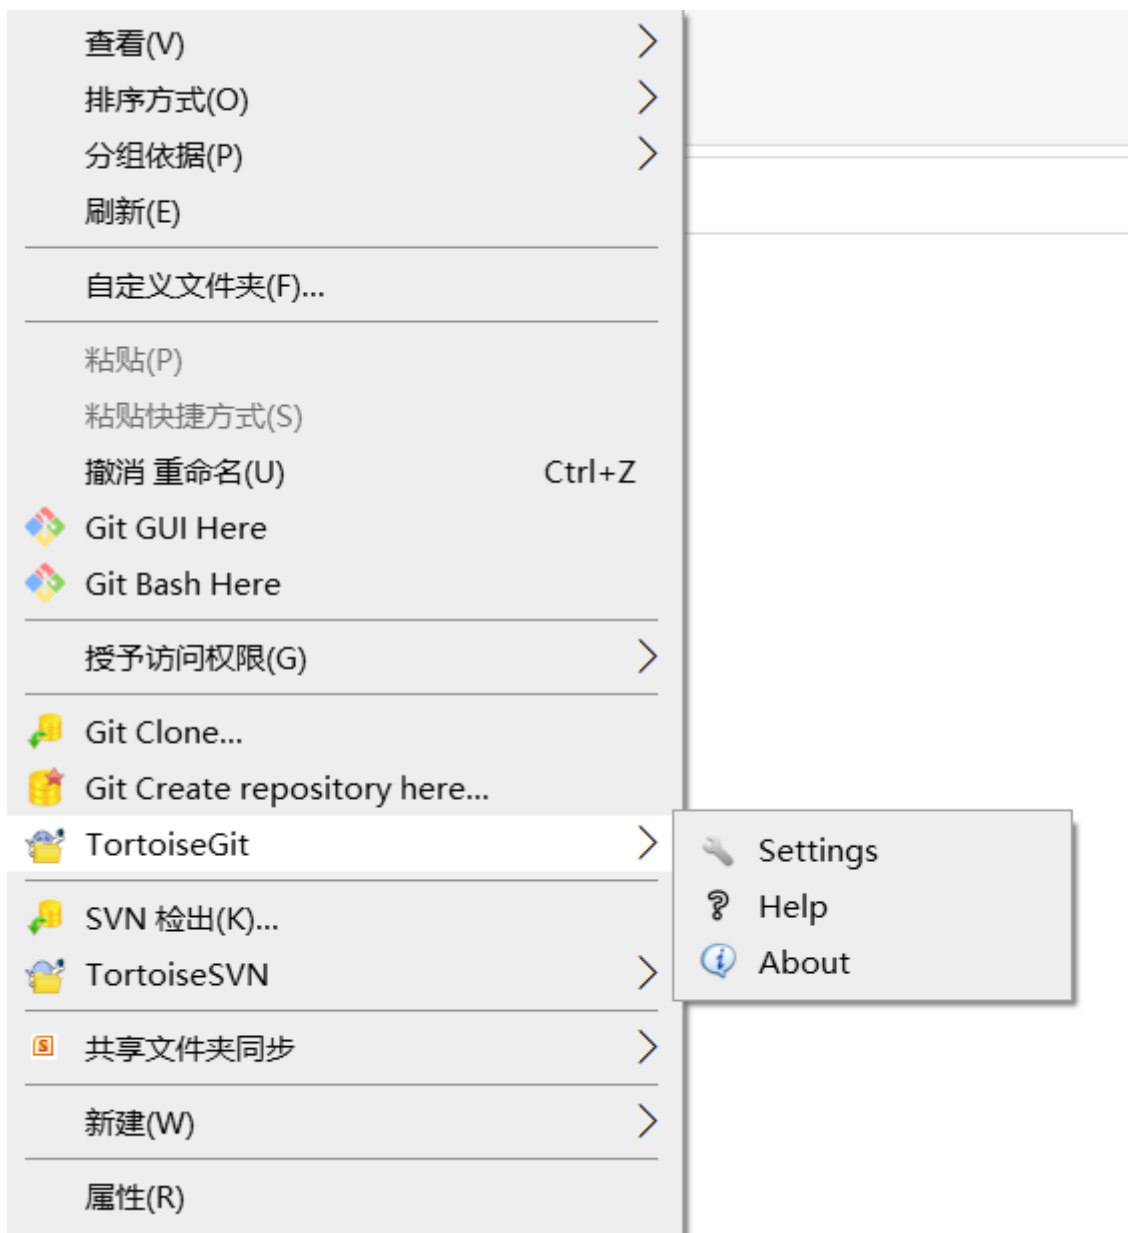 查看(V)
排序方式(O)
分组依据(P)
刷新(E)
自定义文件夹(F)...
粘贴(P)
粘贴快捷方式(S)
撤消 重命名(U) Ctrl+Z
Git GUI Here
Git Bash Here
授予访问权限(G)
Git Clone...
Git Create repository here...
TortoiseGit
Settings
Help
About
SVN 检出(K)...
TortoiseSVN
共享文件夹同步
新建(W)
属性(R)